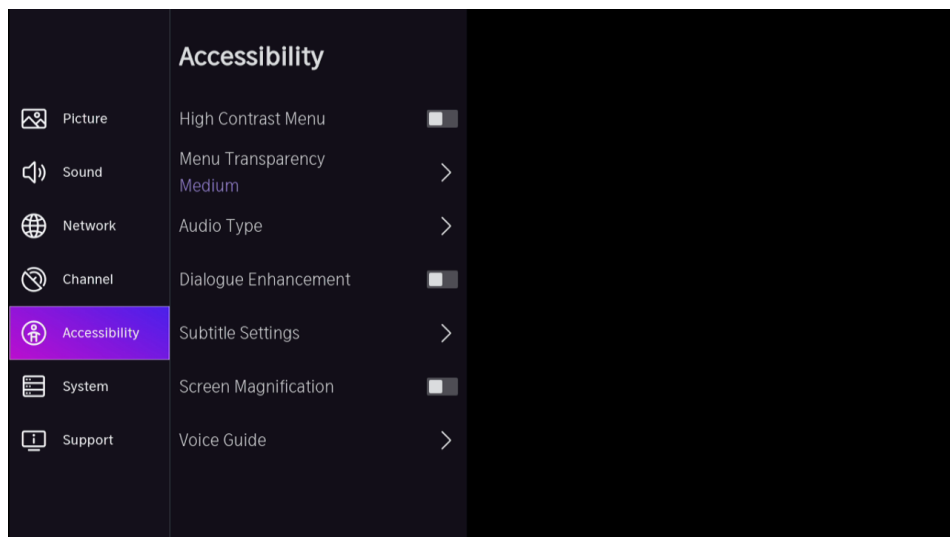 Accessibility
Picture
Sound
Network
Channel
Accessibility
System
Support
High Contrast Menu
Menu Transparency
Medium
Audio Type
Dialogue Enhancement
Subtitle Settings
Screen Magnification
Voice Guide